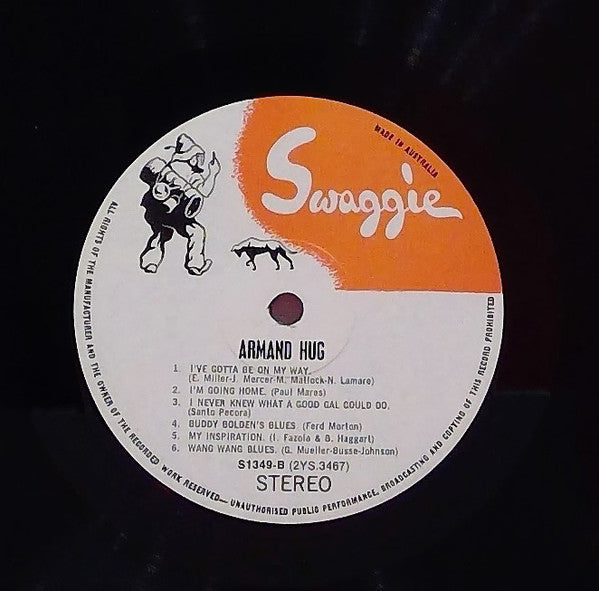 Swaggie
MADE IN AUSTRALIA
ARMAND HUG
1. I'VE GOTTA BE ON MY WAY.
(E. Miller-J. Mercer-M. Matlock-N. Lamare)
2. I'M GOING HOME. (Paul Mares)
3. I NEVER KNEW WHAT A GOOD GAL COULD DO.
(Santo Pecora)
4. BUDDY BOLDEN'S BLUES. (Ferd Morton)
5. MY INSPIRATION. (I. Fazola & B. Haggart)
6. WANG WANG BLUES. (G. Mueller-Busse-Johnson)
S1349-B (2YS.3467)
STEREO
ALL RIGHTS OF THE MANUFACTURER AND THE OWNER OF THE RECORDED WORK RESERVED—UNAUTHORISED PUBLIC PERFORMANCE, BROADCASTING AND COPYING OF THIS RECORD PROHIBITED